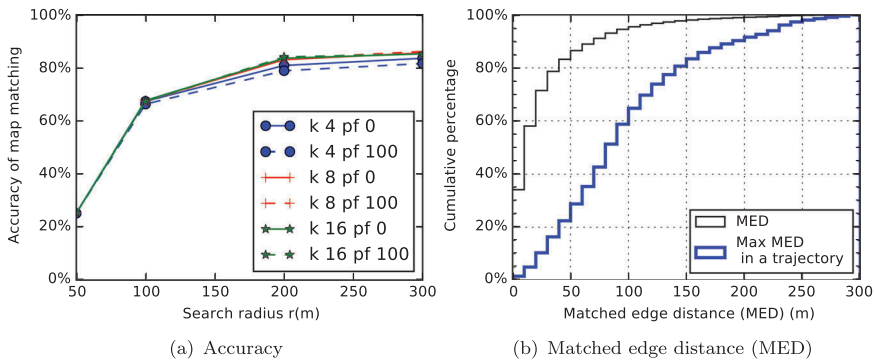 100%
80%
60%
40%
20%
0%
Accuracy of map matching
k 4 pf 0
k 4 pf 100
k 8 pf 0
k 8 pf 100
k 16 pf 0
k 16 pf 100
50 100 150 200 250 300
Search radius r(m)
(a) Accuracy
100%
80%
60%
40%
20%
0%
Cumulative percentage
MED
Max MED
in a trajectory
0 50 100 150 200 250 300
Matched edge distance (MED) (m)
(b) Matched edge distance (MED)